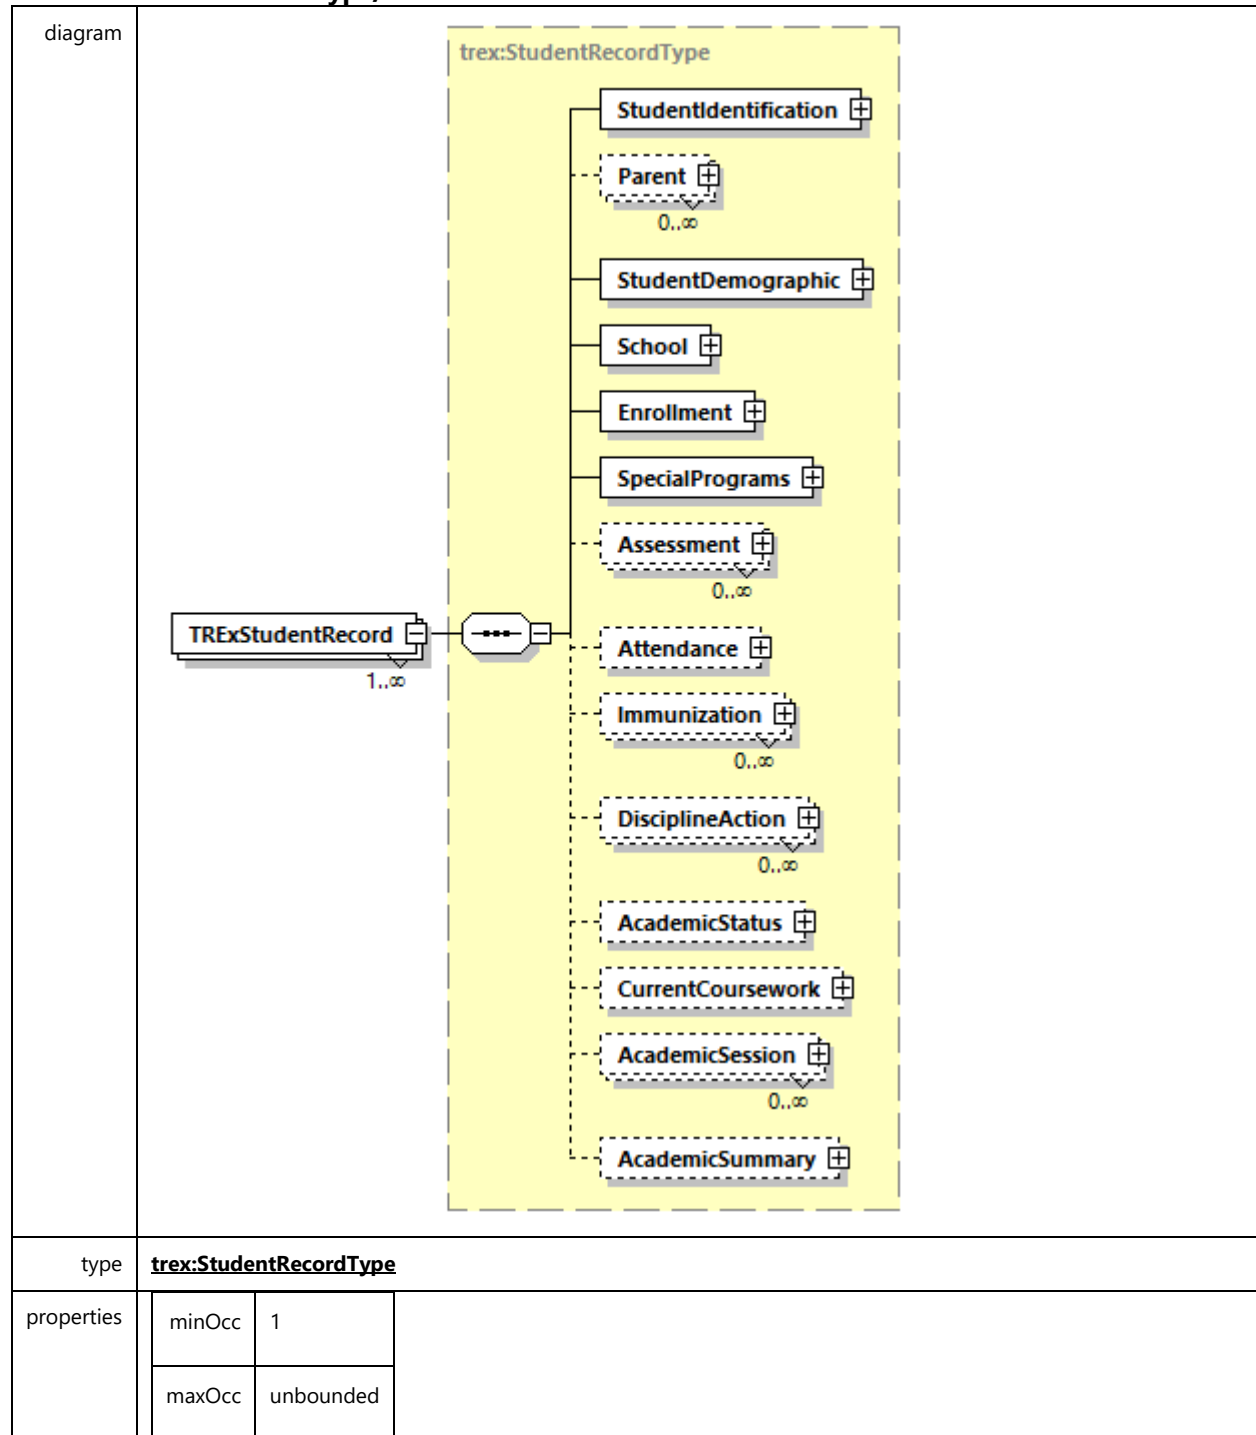 diagram
trex:StudentRecordType
StudentIdentification
Parent
0..∞
StudentDemographic
School
Enrollment
SpecialPrograms
Assessment
0..∞
TRExStudentRecord
1..∞
Attendance
Immunization
0..∞
DisciplineAction
0..∞
AcademicStatus
CurrentCoursework
AcademicSession
0..∞
AcademicSummary
type trex:StudentRecordType
properties
minOcc 1
maxOcc unbounded